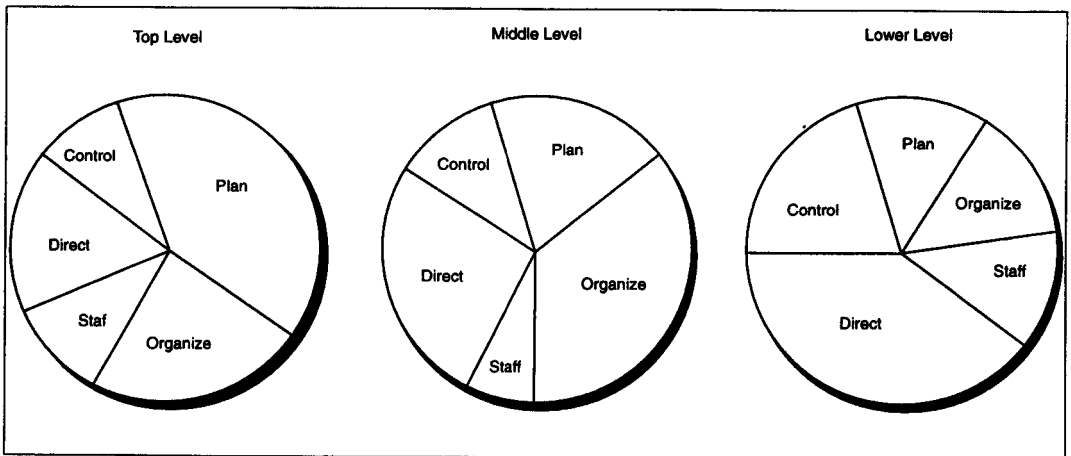 Top Level
Middle Level
Lower Level
Control
Plan
Direct
Staf
Organize
Control
Plan
Direct
Organize
Staff
Control
Plan
Organize
Staff
Direct